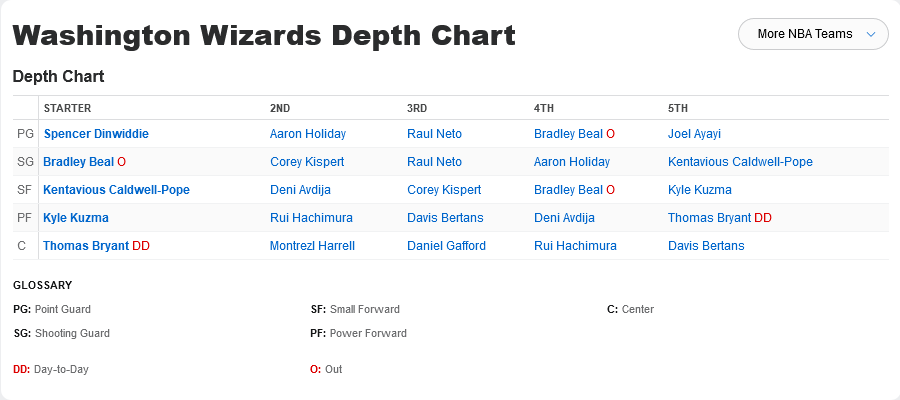 Washington Wizards Depth Chart
More NBA Teams
Depth Chart
STARTER 2ND 3RD 4TH 5TH
PG Spencer Dinwiddie Aaron Holiday Raul Neto Bradley Beal O Joel Ayayi
SG Bradley Beal O Corey Kispert Raul Neto Aaron Holiday Kentavious Caldwell-Pope
SF Kentavious Caldwell-Pope Deni Avdija Corey Kispert Bradley Beal O Kyle Kuzma
PF Kyle Kuzma Rui Hachimura Davis Bertans Deni Avdija Thomas Bryant DD
C Thomas Bryant DD Montrezl Harrell Daniel Gafford Rui Hachimura Davis Bertans
GLOSSARY
PG: Point Guard SF: Small Forward C: Center
SG: Shooting Guard PF: Power Forward
DD: Day-to-Day O: Out